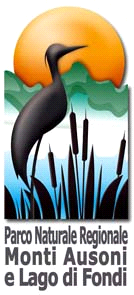 Parco Naturale Regionale
Monti Ausoni
e Lago di Fondi